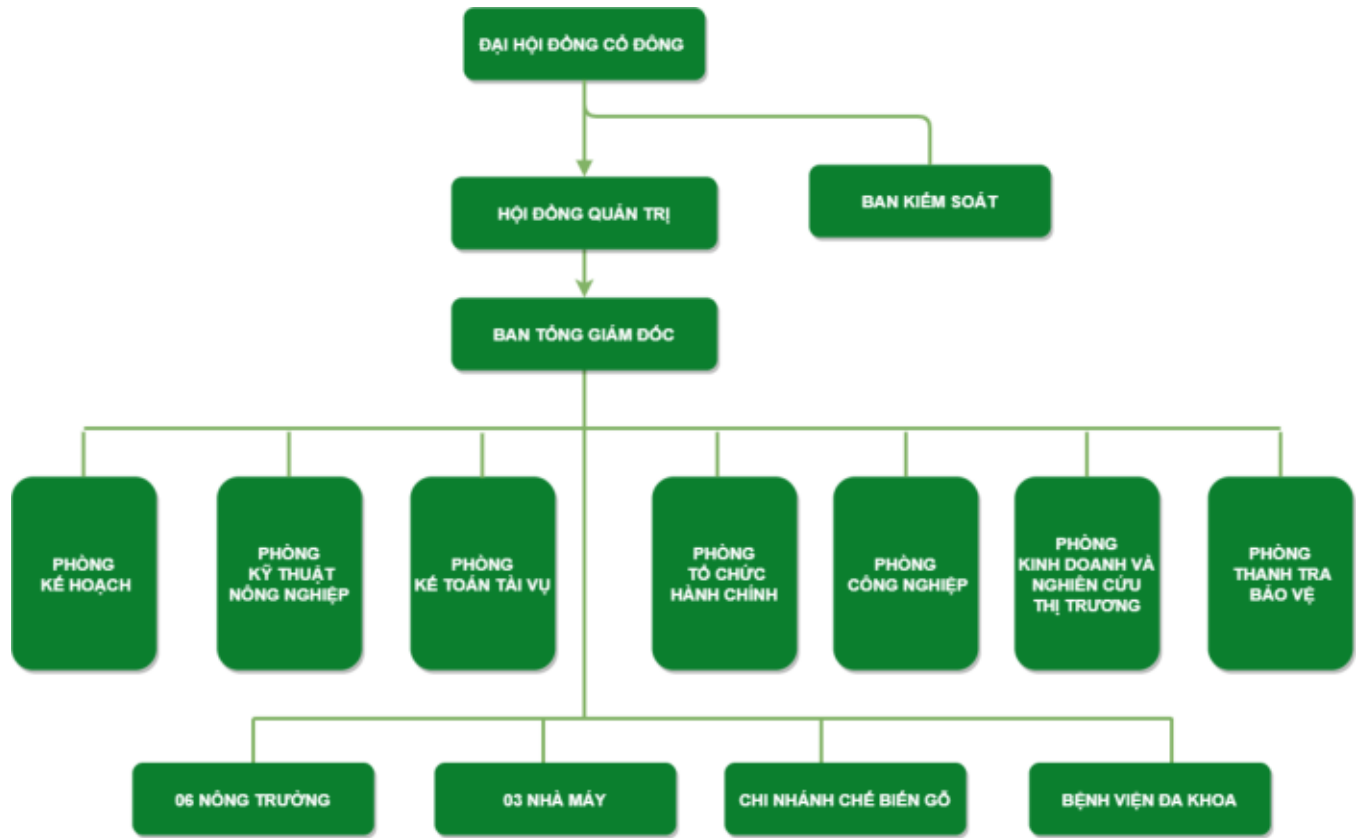 ĐẠI HỘI ĐỒNG CỔ ĐÔNG
HỘI ĐỒNG QUẢN TRỊ
BAN KIỂM SOÁT
BAN TỔNG GIÁM ĐỐC
PHÒNG
KẾ HOẠCH
PHÒNG
KỸ THUẬT
NÔNG NGHIỆP
PHÒNG
KẾ TOÁN TÀI VỤ
PHÒNG
TỔ CHỨC
HÀNH CHÍNH
PHÒNG
CÔNG NGHIỆP
PHÒNG
KINH DOANH VÀ
NGHIÊN CỨU
THỊ TRƯƠNG
PHÒNG
THANH TRA
BẢO VỆ
06 NÔNG TRƯỜNG
03 NHÀ MÁY
CHI NHÁNH CHẾ BIẾN GỖ
BỆNH VIỆN ĐA KHOA